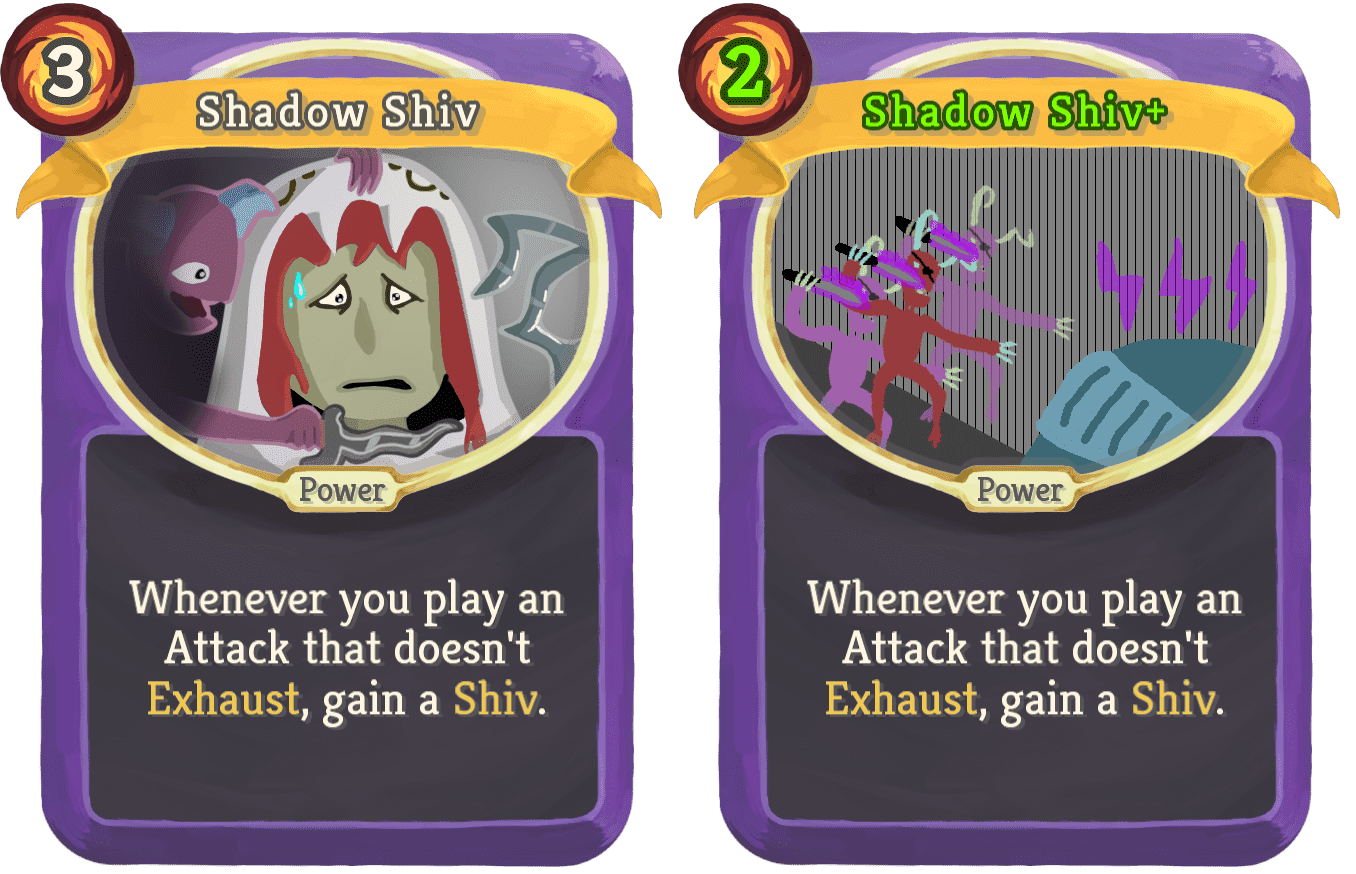 3
Shadow Shiv
Power
Whenever you play an
Attack that doesn't
Exhaust, gain a Shiv.
2
Shadow Shiv+
Power
Whenever you play an
Attack that doesn't
Exhaust, gain a Shiv.